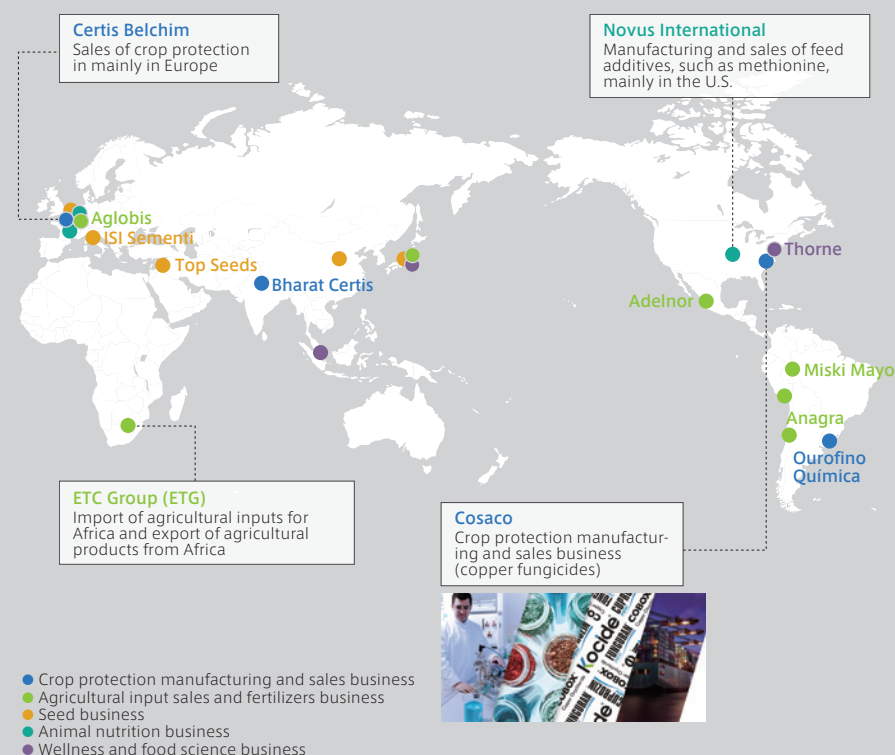 Certis Belchim
Sales of crop protection
in mainly in Europe
Novus International
Manufacturing and sales of feed
additives, such as methionine,
mainly in the U.S.
Aglobis
ISI Sementi
Top Seeds
Bharat Certis
Thorne
Adelnor
Miski Mayo
Anagra
Ourofino
Química
ETC Group (ETG)
Import of agricultural inputs for
Africa and export of agricultural
products from Africa
Cosaco
Crop protection manufactur-
ing and sales business
(copper fungicides)
Kocide
COBOX
FUNGURAN
CUPROZIN
Crop protection manufacturing and sales business
Agricultural input sales and fertilizers business
Seed business
Animal nutrition business
Wellness and food science business